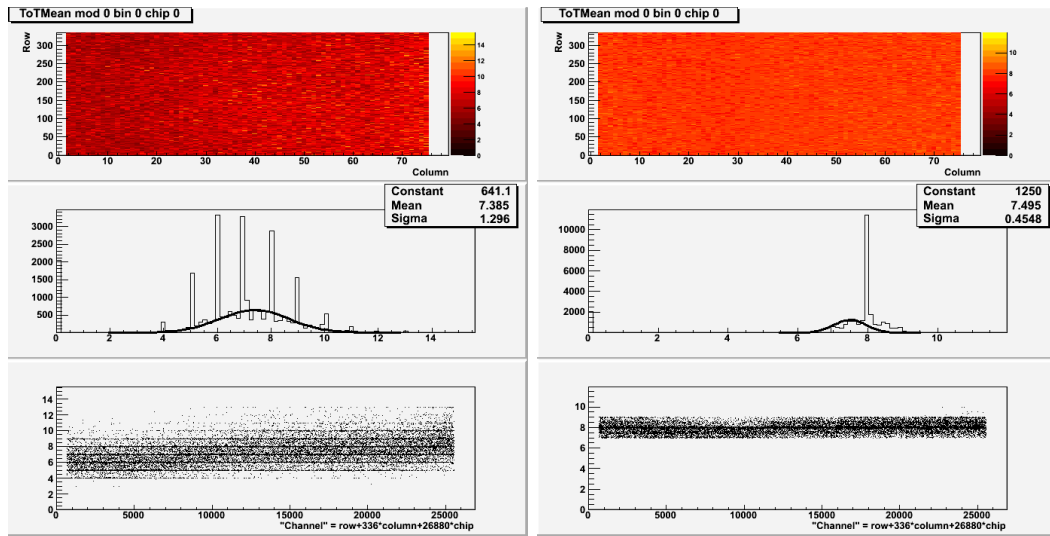 ToTMean mod 0 bin 0 chip 0
Row
300
250
200
150
100
50
0
0 10 20 30 40 50 60 70
Column
14
12
10
8
6
4
2
0
Constant 641.1
Mean 7.385
Sigma 1.296
3000
2500
2000
1500
1000
500
0 2 4 6 8 10 12 14
14
12
10
8
6
4
2
0
0 5000 10000 15000 20000 25000
"Channel" = row+336*column+26880*chip
ToTMean mod 0 bin 0 chip 0
Row
300
250
200
150
100
50
0
0 10 20 30 40 50 60 70
Column
10
8
6
4
2
0
Constant 1250
Mean 7.495
Sigma 0.4548
10000
8000
6000
4000
2000
0 2 4 6 8 10
10
8
6
4
2
0
0 5000 10000 15000 20000 25000
"Channel" = row+336*column+26880*chip